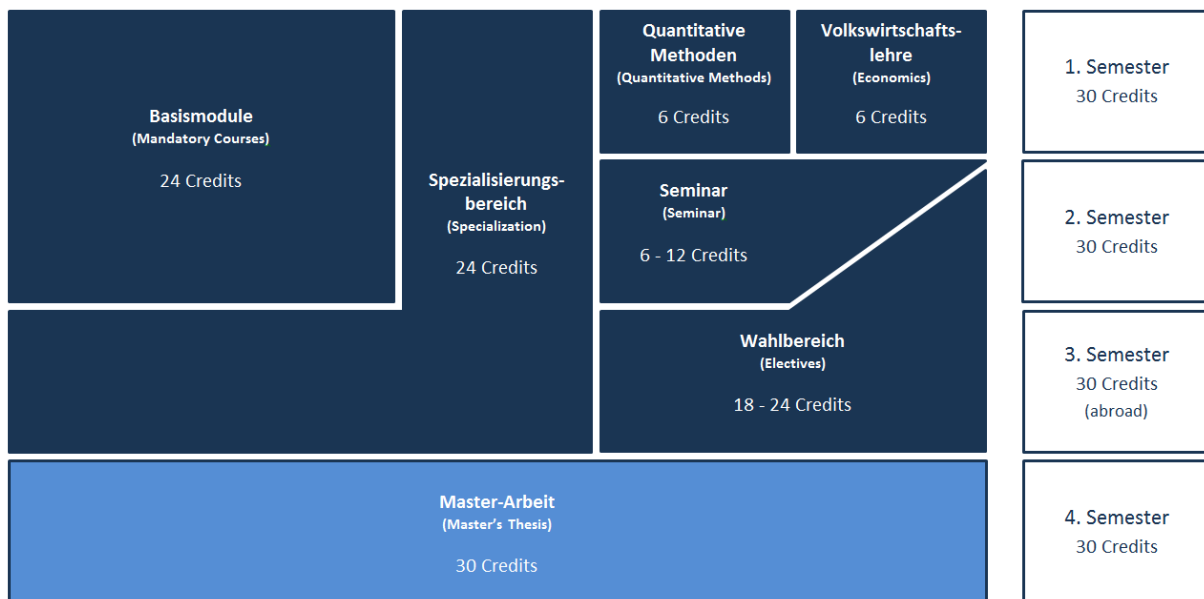 Basismodule
(Mandatory Courses)
24 Credits
Spezialisierungs-
bereich
(Specialization)
24 Credits
Quantitative
Methoden
(Quantitative Methods)
6 Credits
Volkswirtschafts-
lehre
(Economics)
6 Credits
1. Semester
30 Credits
Seminar
(Seminar)
6 - 12 Credits
2. Semester
30 Credits
Wahlbereich
(Electives)
18 - 24 Credits
3. Semester
30 Credits
(abroad)
Master-Arbeit
(Master's Thesis)
30 Credits
4. Semester
30 Credits